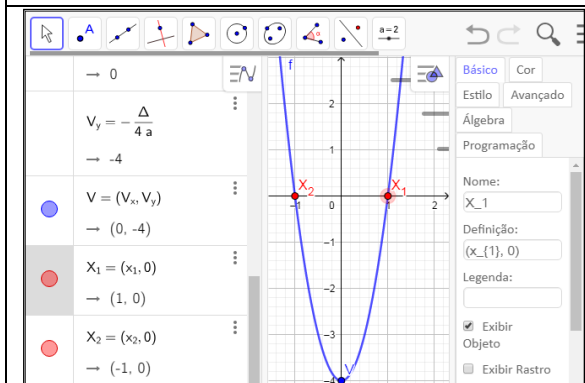 A
a=2
→ 0
V_y = − Δ / 4 a
→ -4
V = (V_x, V_y)
→ (0, -4)
X_1 = (x_1, 0)
→ (1, 0)
X_2 = (x_2, 0)
→ (-1, 0)
f
2
X_2
X_1
-1
0
1
2
−1
−2
−3
−4
V
Básico
Cor
Estilo
Avançado
Álgebra
Programação
Nome:
X_1
Definição:
(x_{1}, 0)
Legenda:
Exibir
Objeto
Exibir Rastro